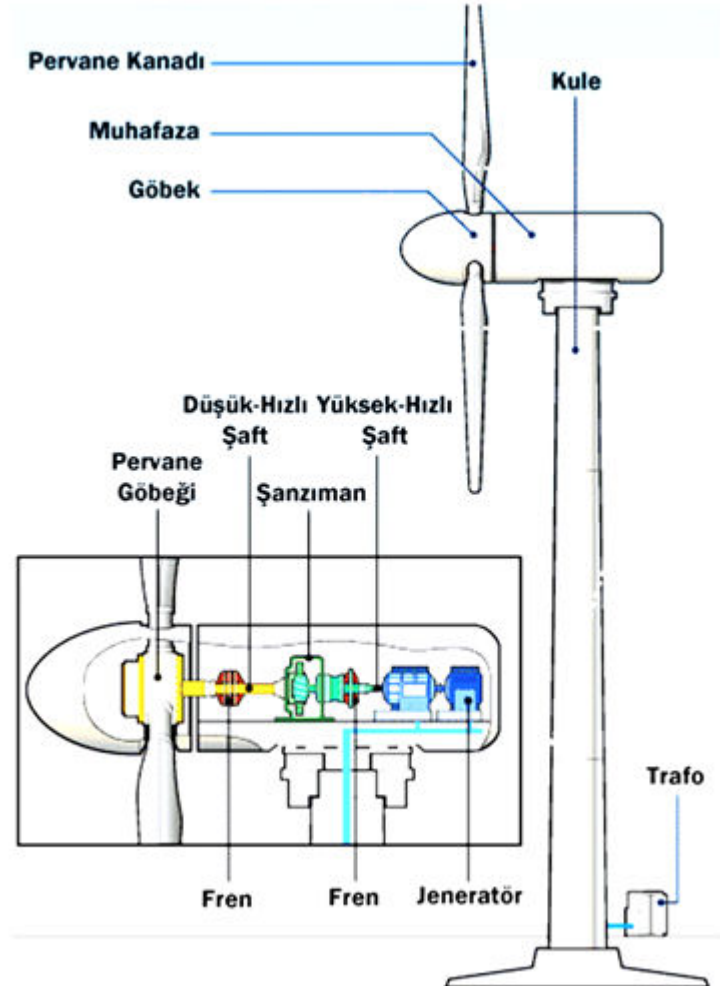 Pervane Kanadı
Kule
Muhafaza
Göbek
Düşük-Hızlı
Şaft
Yüksek-Hızlı
Şaft
Pervane
Göbeği
Şanzıman
Trafo
Fren
Fren
Jeneratör